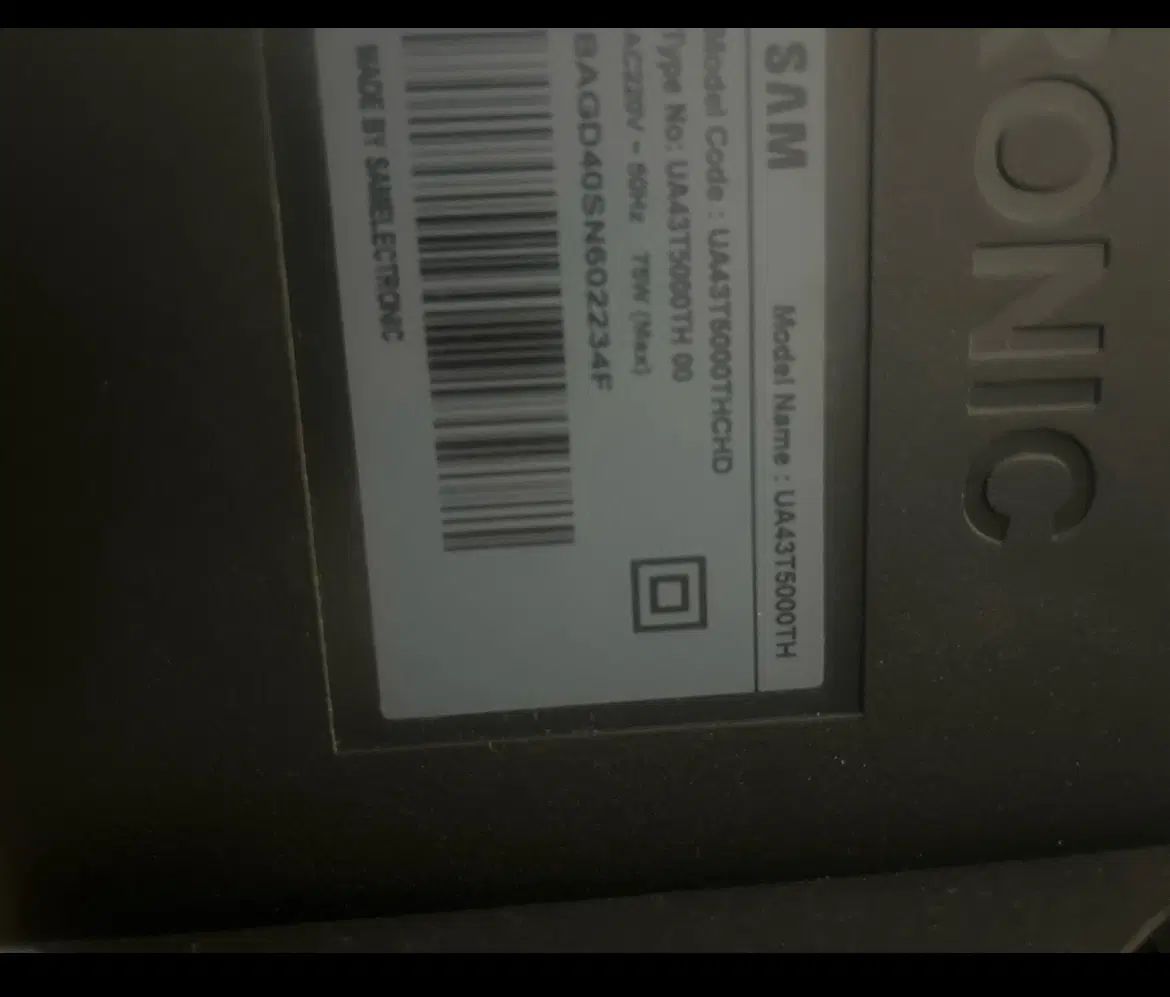 RONIC
SAM Model Name : UA43T5000TH
Model Code : UA43T5000THCHD
Type No: UA43T5000TH 00
AC220V ~ 50Hz 75W (Max)
BAGD40SN602234F
MADE BY SAMELECTRONIC